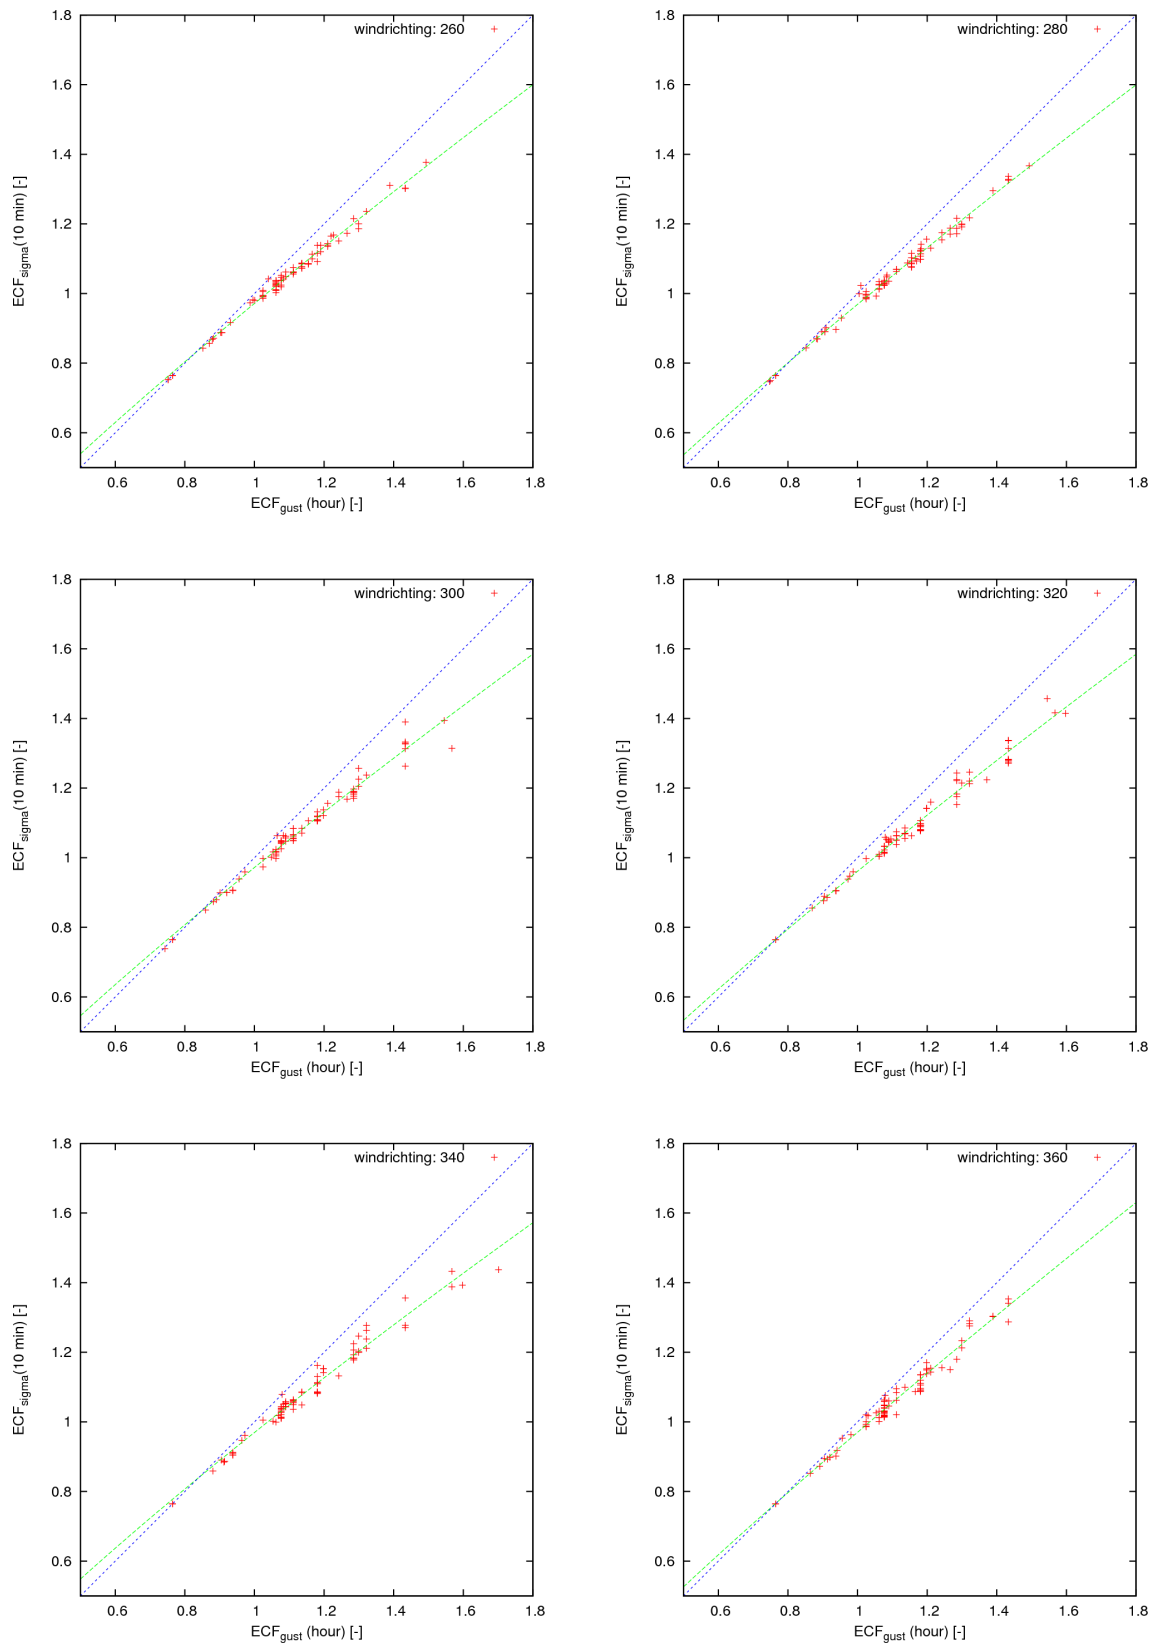 1.8
1.6
1.4
1.2
1
0.8
0.6
0.6 0.8 1 1.2 1.4 1.6 1.8
ECFsigma(10 min) [-]
ECFgust (hour) [-]
windrichting: 260
1.8
1.6
1.4
1.2
1
0.8
0.6
0.6 0.8 1 1.2 1.4 1.6 1.8
ECFsigma(10 min) [-]
ECFgust (hour) [-]
windrichting: 280
1.8
1.6
1.4
1.2
1
0.8
0.6
0.6 0.8 1 1.2 1.4 1.6 1.8
ECFsigma(10 min) [-]
ECFgust (hour) [-]
windrichting: 300
1.8
1.6
1.4
1.2
1
0.8
0.6
0.6 0.8 1 1.2 1.4 1.6 1.8
ECFsigma(10 min) [-]
ECFgust (hour) [-]
windrichting: 320
1.8
1.6
1.4
1.2
1
0.8
0.6
0.6 0.8 1 1.2 1.4 1.6 1.8
ECFsigma(10 min) [-]
ECFgust (hour) [-]
windrichting: 340
1.8
1.6
1.4
1.2
1
0.8
0.6
0.6 0.8 1 1.2 1.4 1.6 1.8
ECFsigma(10 min) [-]
ECFgust (hour) [-]
windrichting: 360